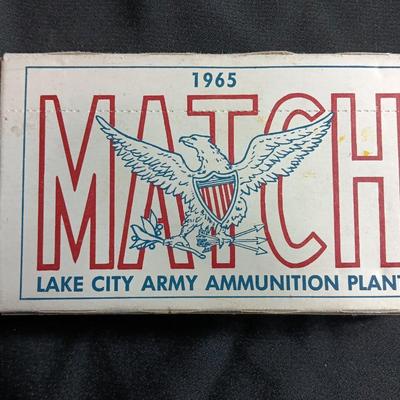 1965
MATCH
LAKE CITY ARMY AMMUNITION PLANT